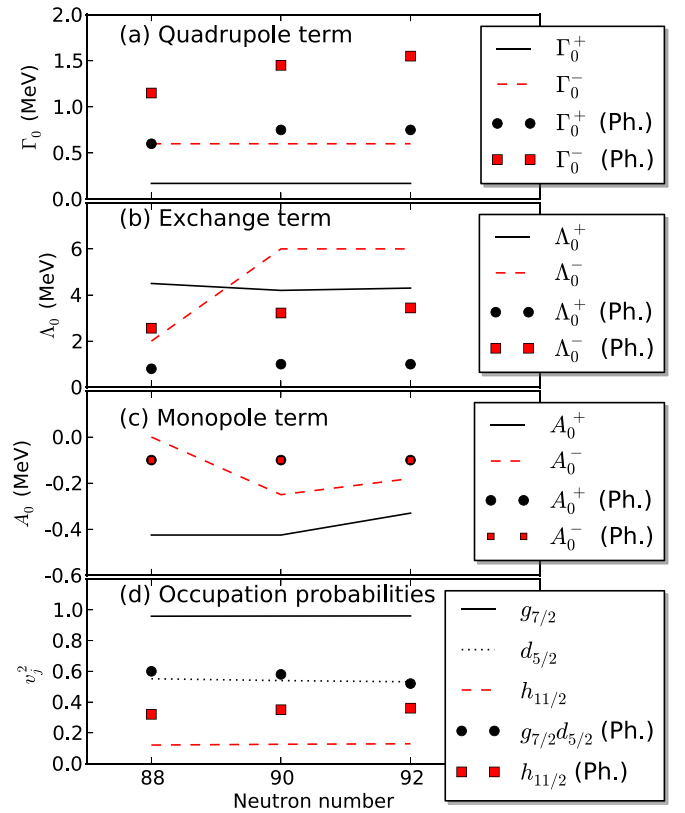 (a) Quadrupole term
2.0
1.5
1.0
0.5
0.0
Γ₀ (MeV)
Γ₀⁺
Γ₀⁻
Γ₀⁺ (Ph.)
Γ₀⁻ (Ph.)
(b) Exchange term
6
4
2
0
Λ₀ (MeV)
Λ₀⁺
Λ₀⁻
Λ₀⁺ (Ph.)
Λ₀⁻ (Ph.)
(c) Monopole term
0.0
-0.2
-0.4
-0.6
A₀ (MeV)
A₀⁺
A₀⁻
A₀⁺ (Ph.)
A₀⁻ (Ph.)
(d) Occupation probabilities
1.0
0.8
0.6
0.4
0.2
0.0
v²ⱼ
g₇/₂
d₅/₂
h₁₁/₂
g₇/₂d₅/₂ (Ph.)
h₁₁/₂ (Ph.)
88 90 92
Neutron number